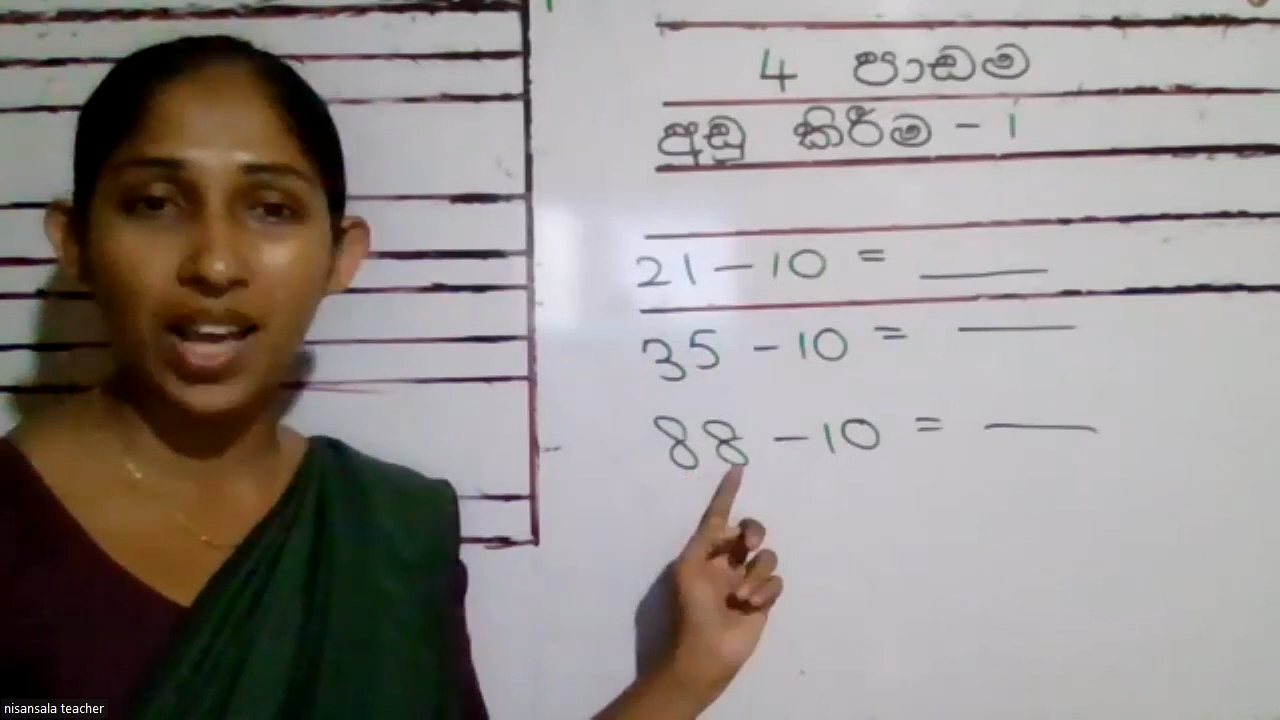 4 පාඩම
අඩු කිරීම - 1
21 - 10 = ____
35 - 10 = ____
88 - 10 = ____
nisansala teacher